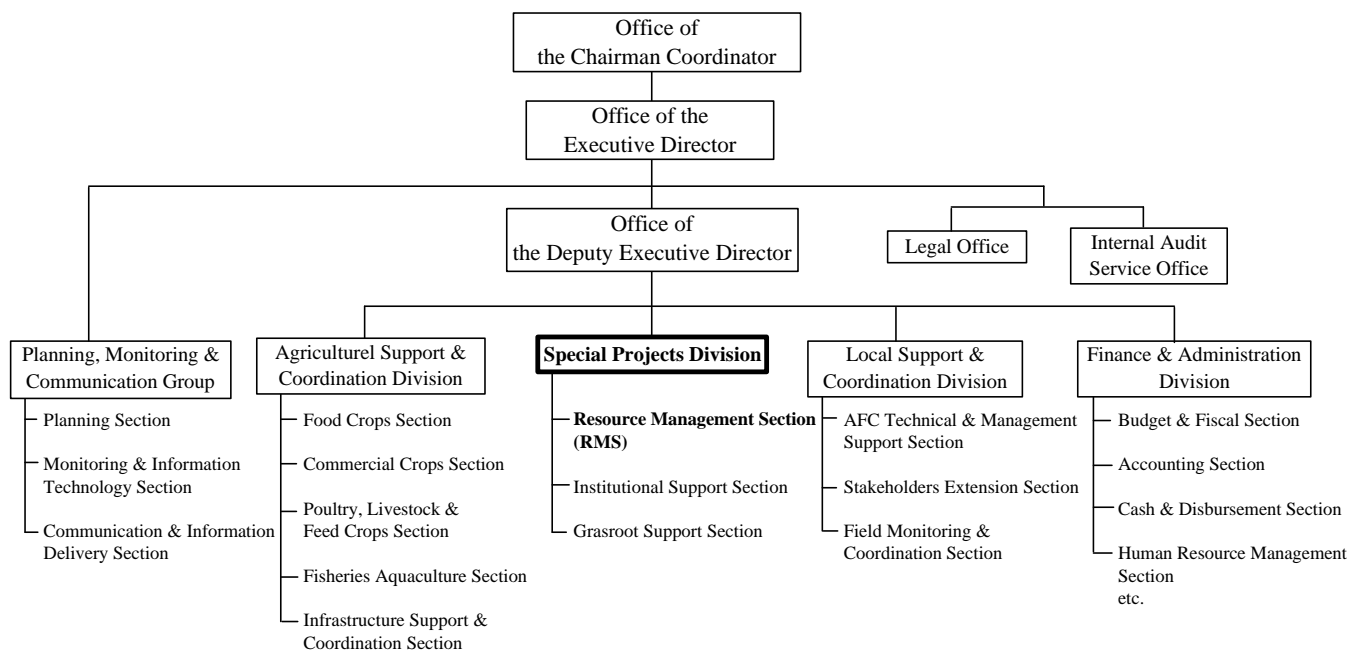 Office of
the Chairman Coordinator
Office of the
Executive Director
Office of
the Deputy Executive Director
Legal Office
Internal Audit
Service Office
Planning, Monitoring &
Communication Group
Planning Section
Monitoring & Information
Technology Section
Communication & Information
Delivery Section
Agriculturel Support &
Coordination Division
Food Crops Section
Commercial Crops Section
Poultry, Livestock &
Feed Crops Section
Fisheries Aquaculture Section
Infrastructure Support &
Coordination Section
Special Projects Division
Resource Management Section
(RMS)
Institutional Support Section
Grasroot Support Section
Local Support &
Coordination Division
AFC Technical & Management
Support Section
Stakeholders Extension Section
Field Monitoring &
Coordination Section
Finance & Administration
Division
Budget & Fiscal Section
Accounting Section
Cash & Disbursement Section
Human Resource Management
Section
etc.